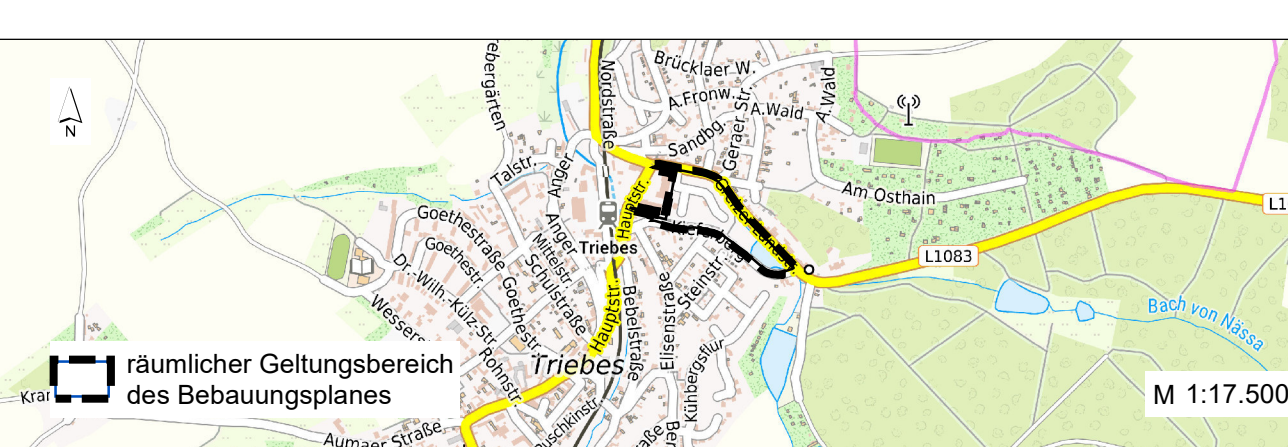 Nordstraße
Brücklaer W.
A.Fronw.
A.Wald
A.Wald
Geraer Str.
Sandbg.
N
Talstr.
Anger
Am Osthain
Hauptstr.
L1
Goethestraße
Anger
Triebes
Goethestr.
Mittelstr.
Steinstr.
L1083
Dr.-Wilh.-Külz-Str.
Schulstraße
Goethestr.
Hauptstr.
Bebelstraße
Elisenstraße
Bach von Nässa
Rohnstr.
Kühbergsflur
räumlicher Geltungsbereich
des Bebauungsplanes
Triebes
M 1:17.500
Aumaer Straße